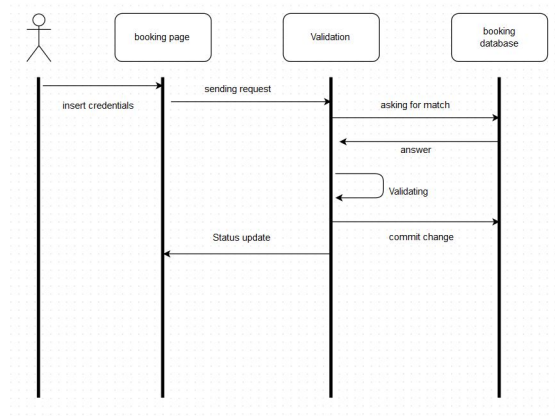 booking page
Validation
booking
database
insert credentials
sending request
asking for match
answer
Validating
Status update
commit change